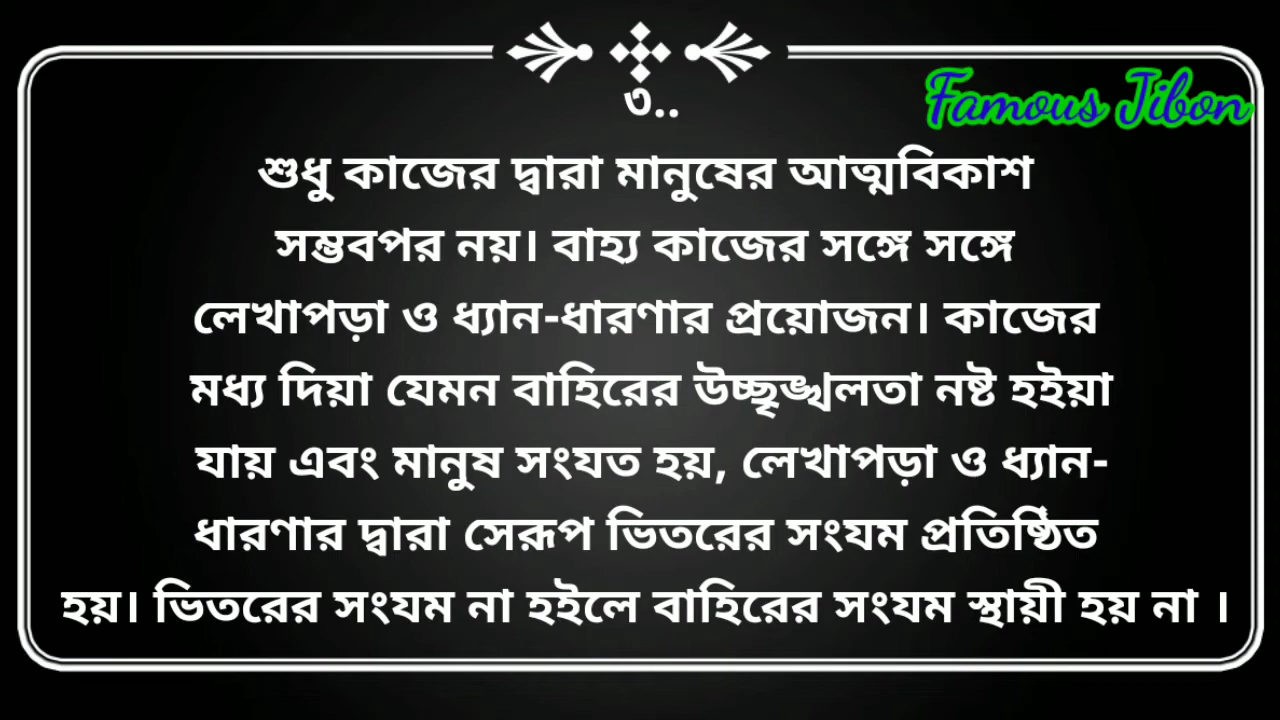 ৩..
Famous Jibon
শুধু কাজের দ্বারা মানুষের আত্মবিকাশ
সম্ভবপর নয়। বাহ্য কাজের সঙ্গে সঙ্গে
লেখাপড়া ও ধ্যান-ধারণার প্রয়োজন। কাজের
মধ্য দিয়া যেমন বাহিরের উচ্ছৃঙ্খলতা নষ্ট হইয়া
যায় এবং মানুষ সংযত হয়, লেখাপড়া ও ধ্যান-
ধারণার দ্বারা সেরূপ ভিতরের সংযম প্রতিষ্ঠিত
হয়। ভিতরের সংযম না হইলে বাহিরের সংযম স্থায়ী হয় না ।